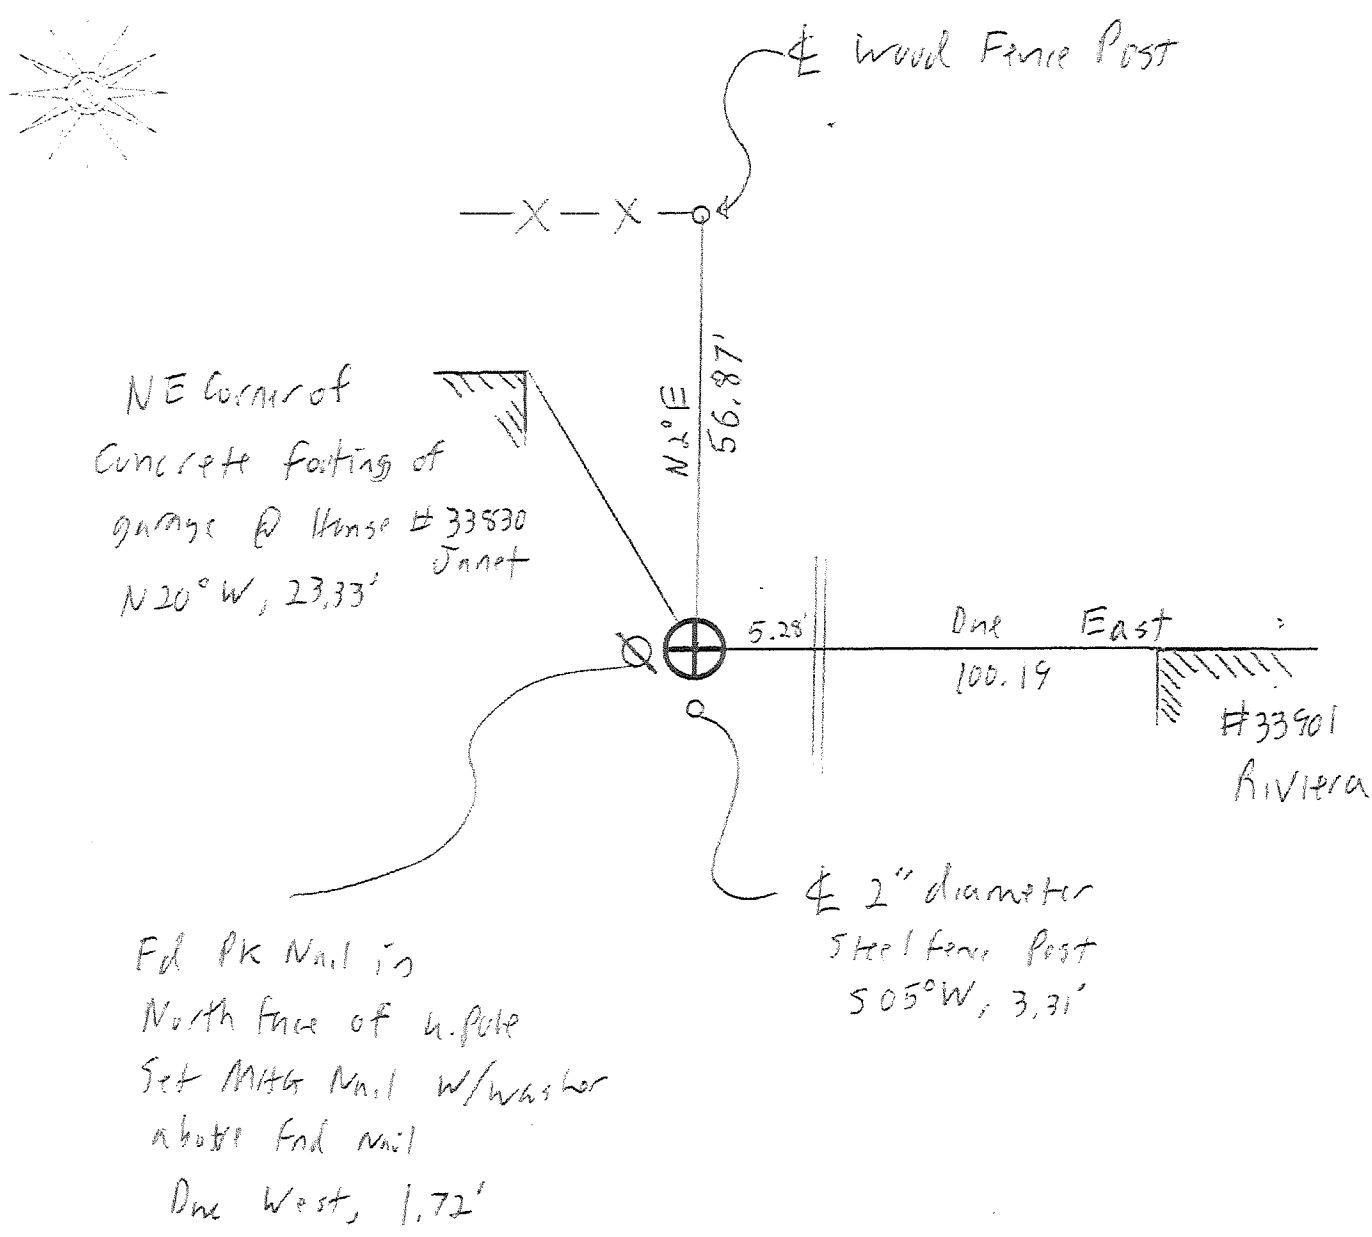 ℄ Wood Fence Post
N 2° E
56.87'
NE Corner of
Concrete footing of
garage @ House # 33830
Janet
N20°W, 23.33'
5.28'
Due East
100.19
#33901
Riviera
℄ 2" diameter
Steel fence Post
S 05°W, 3.31'
Fd PK Nail in
North face of u.pole
Set MAG Nail w/washer
above fnd Nail
Due West, 1.72'